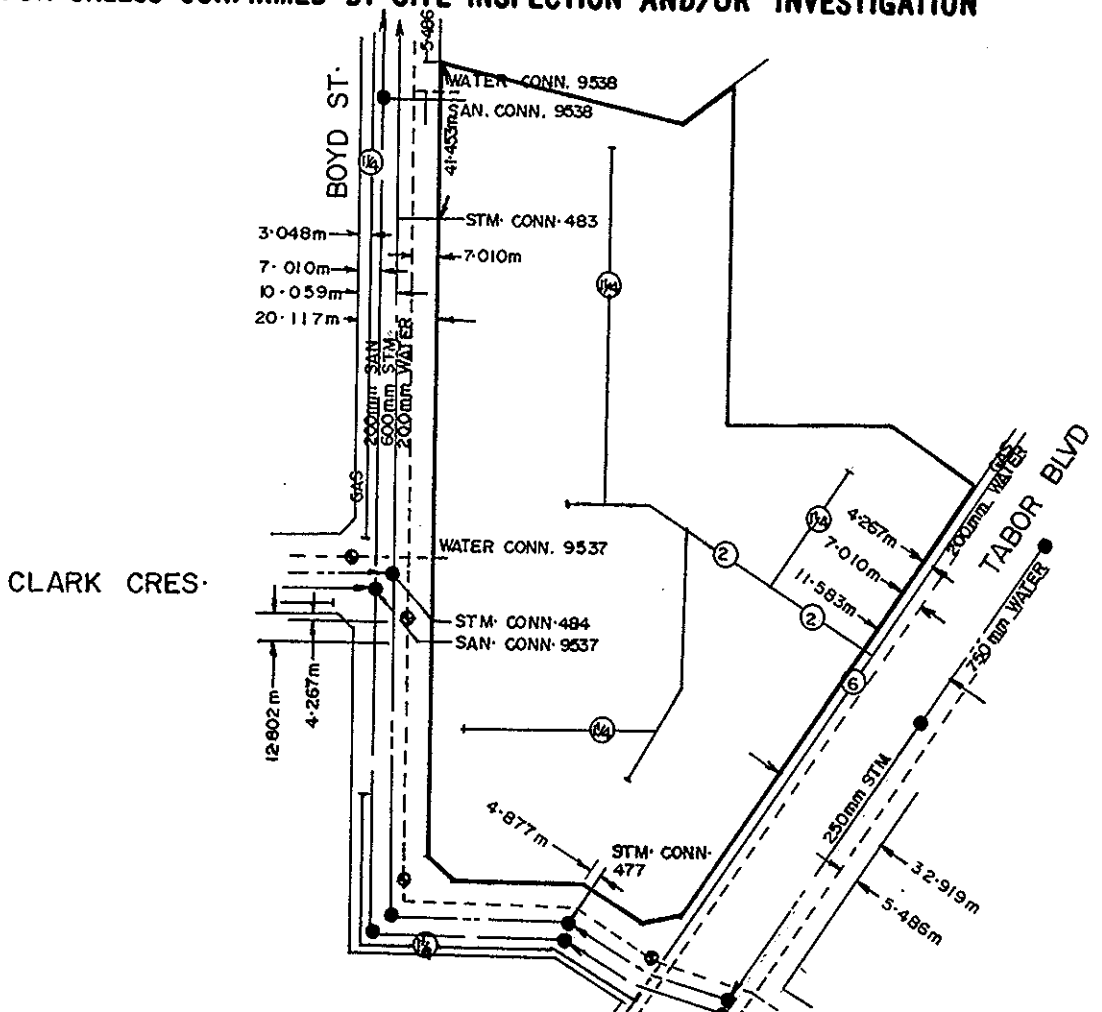 UNLESS CONFIRMED BY SITE INSPECTION AND/OR INVESTIGATION
5·486
BOYD ST·
WATER CONN. 9538
SAN. CONN. 9538
1¼
41·453m
STM· CONN·483
3·048m
7·010m
7·010m
10·059m
20·117m
200mm SAN
600mm STM·
200mm WATER
1¼
GAS
GAS
200mm WATER
TABOR BLVD
1¼
4·267m
7·010m
11·583m
2
2
WATER CONN. 9537
CLARK CRES·
STM· CONN·484
SAN· CONN·9537
750mm WATER
6
12·802m
4·267m
1¼
250mm STM
4·877m
STM· CONN·
477
32·919m
5·486m